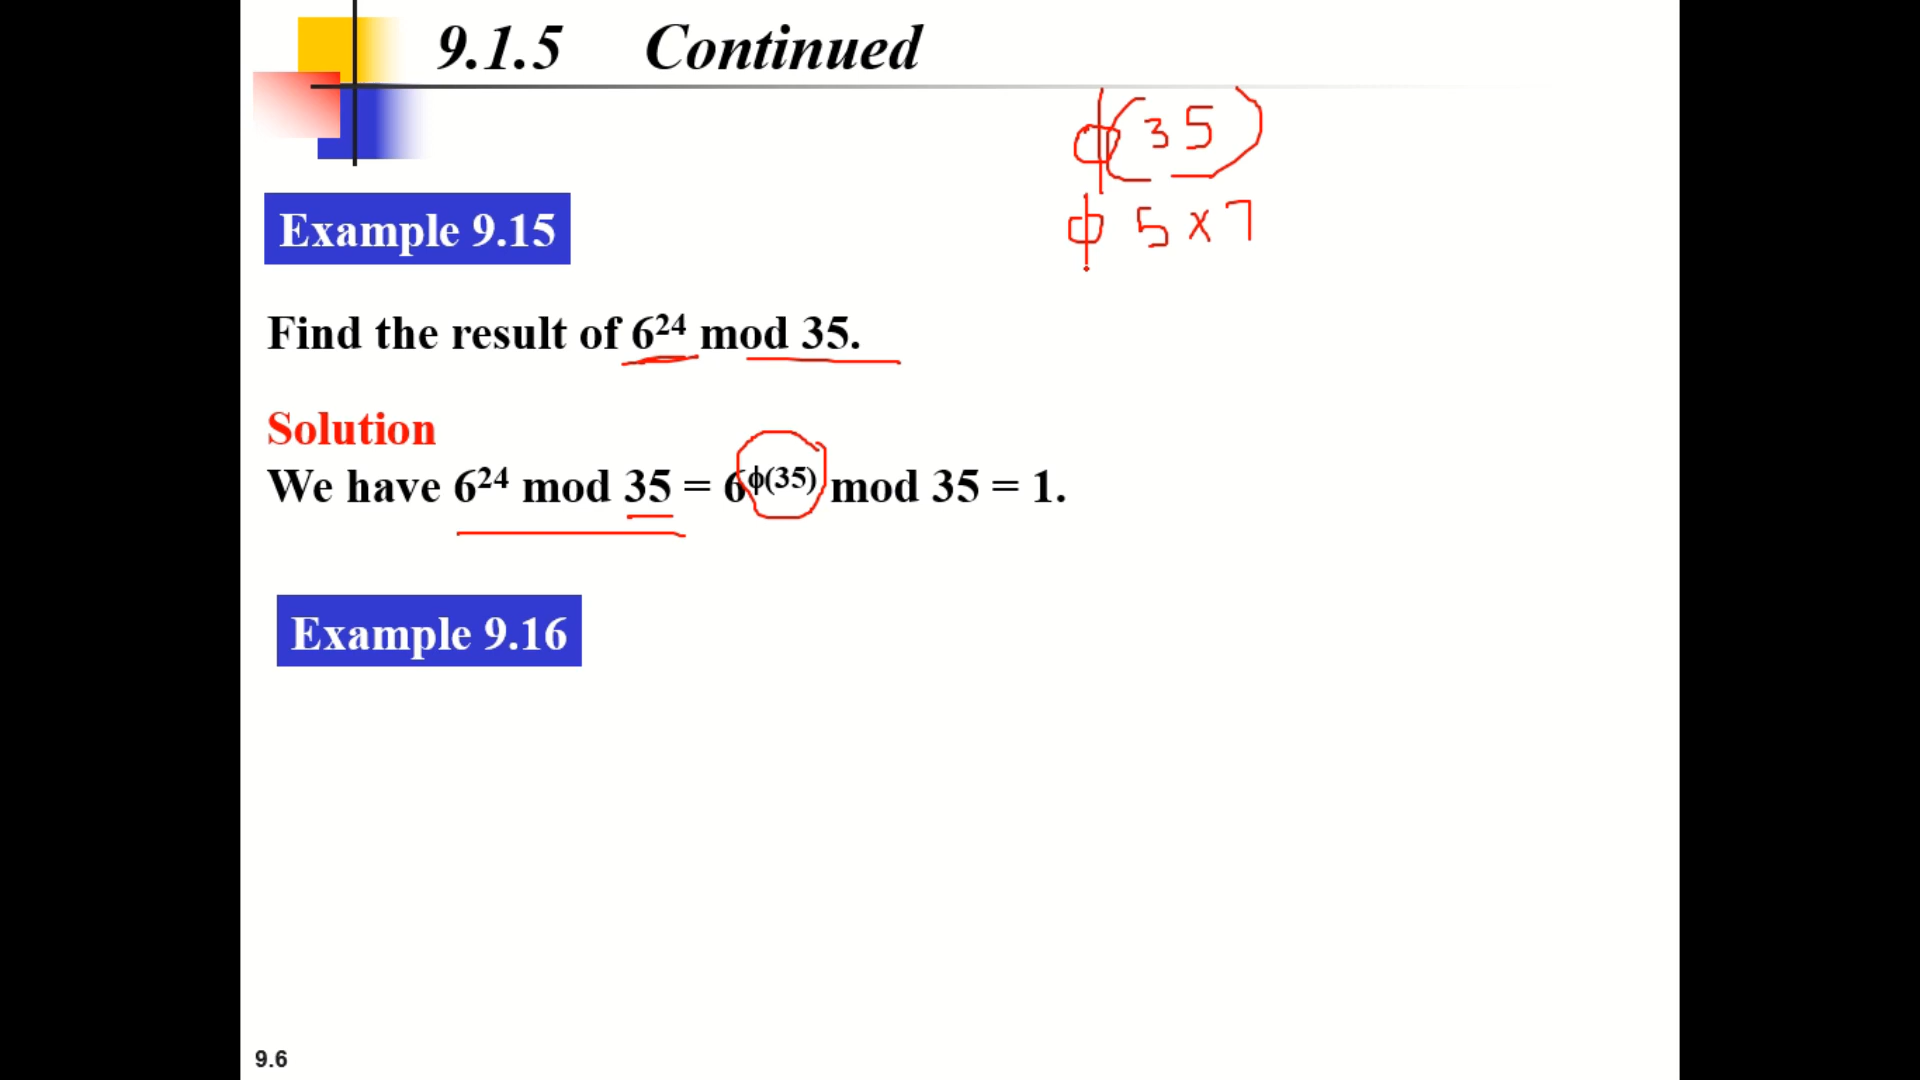 9.1.5 Continued
ϕ(35)
ϕ 5 × 7
Example 9.15
Find the result of 6²⁴ mod 35.
Solution
We have 6²⁴ mod 35 = 6^ϕ(35) mod 35 = 1.
Example 9.16
9.6